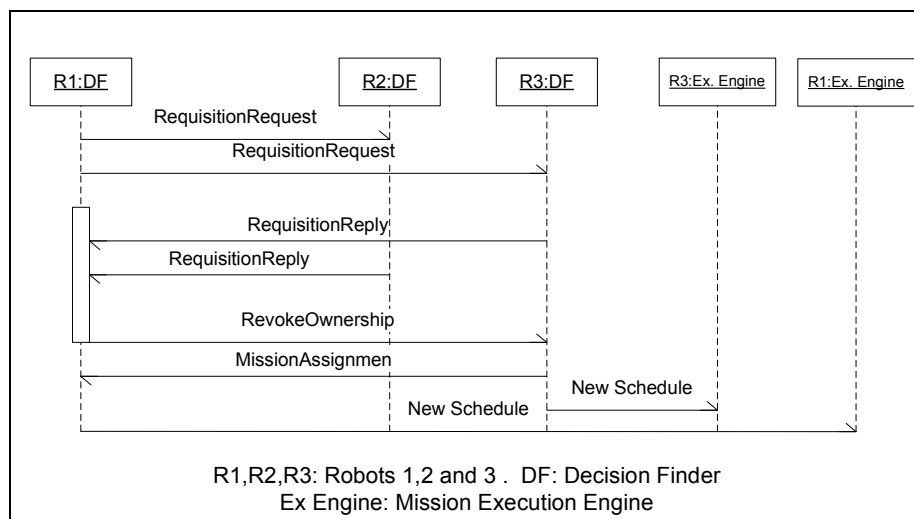 R1:DF
R2:DF
R3:DF
R3:Ex. Engine
R1:Ex. Engine
RequisitionRequest
RequisitionRequest
RequisitionReply
RequisitionReply
RevokeOwnership
MissionAssignmen
New Schedule
New Schedule
R1,R2,R3: Robots 1,2 and 3 . DF: Decision Finder
Ex Engine: Mission Execution Engine